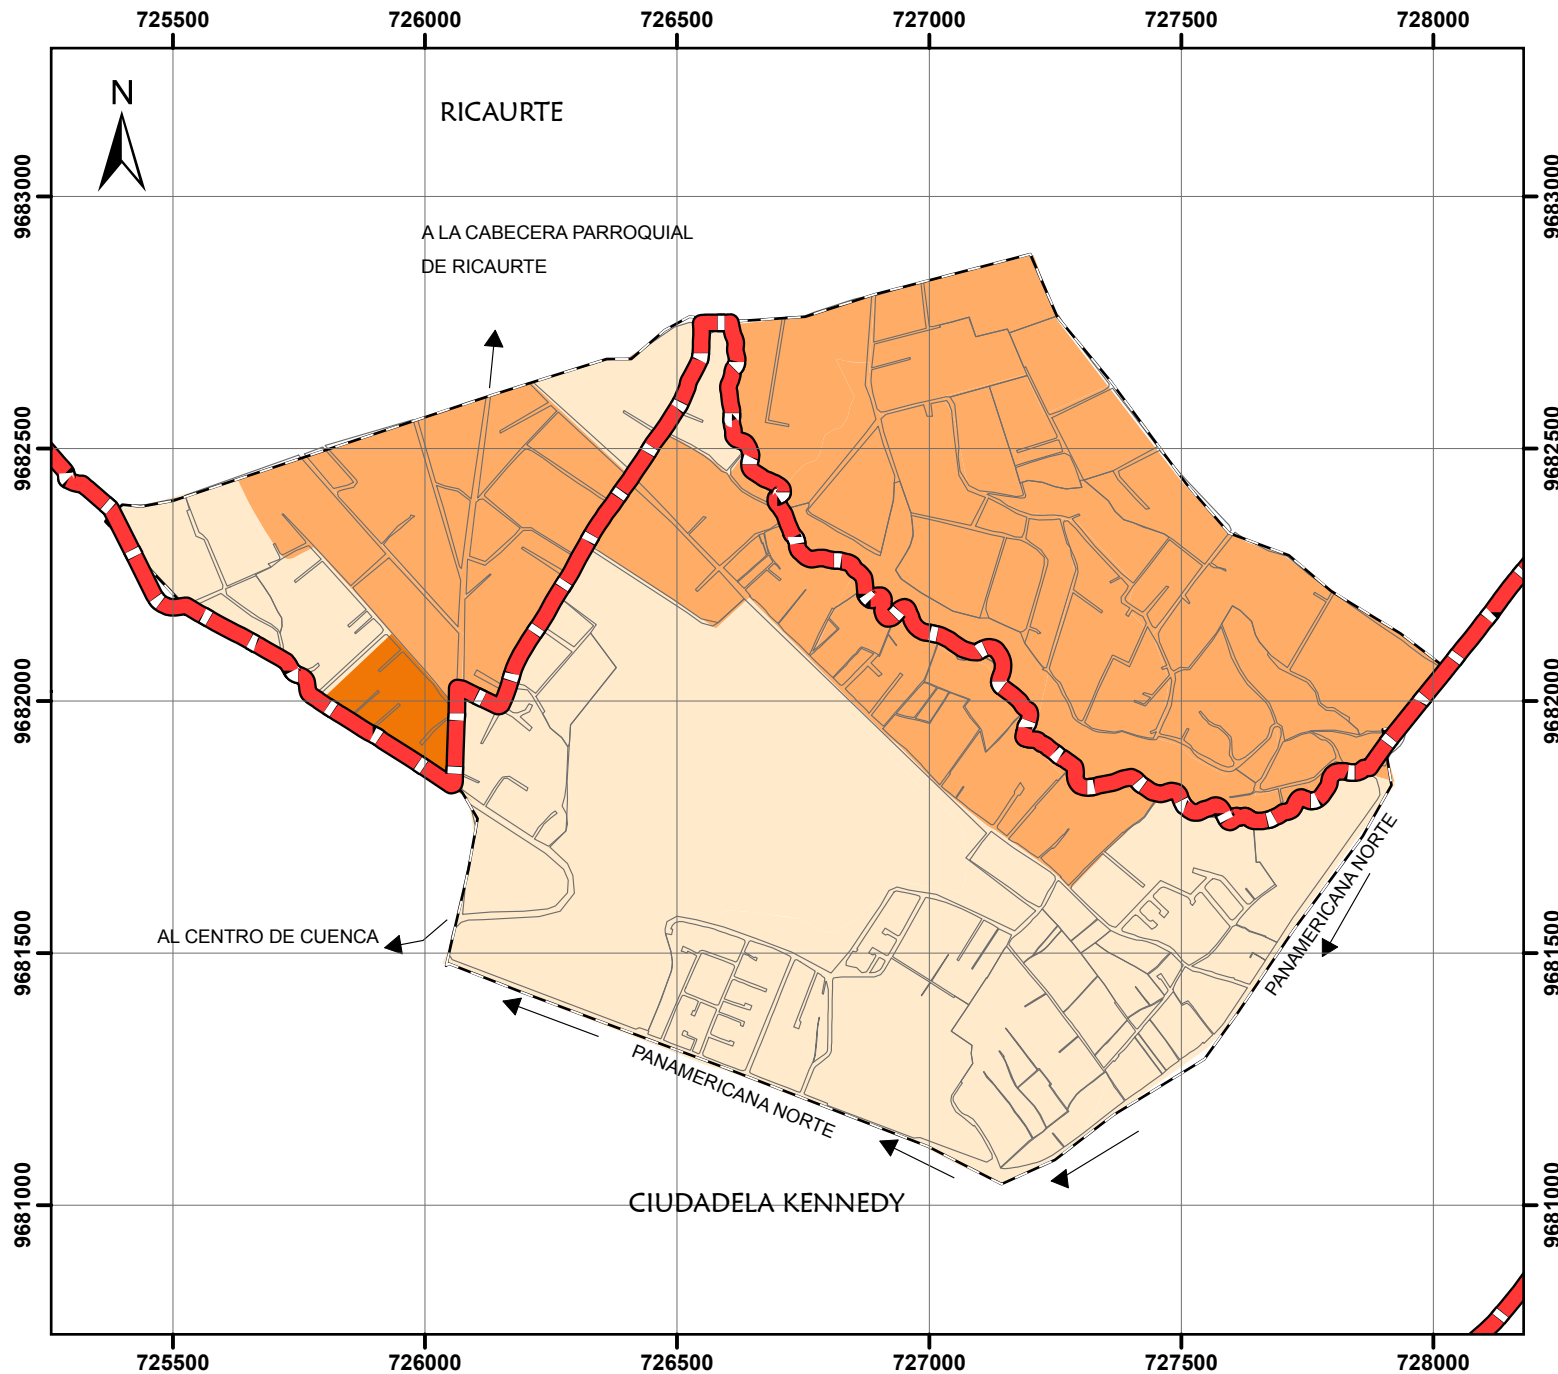 725500 726000 726500 727000 727500 728000
N
RICAURTE
9683000 9683000
A LA CABECERA PARROQUIAL
DE RICAURTE
9682500 9682500
9682000 9682000
PANAMERICANA NORTE
AL CENTRO DE CUENCA
9681500 9681500
PANAMERICANA NORTE
CIUDADELA KENNEDY
9681000 9681000
725500 726000 726500 727000 727500 728000